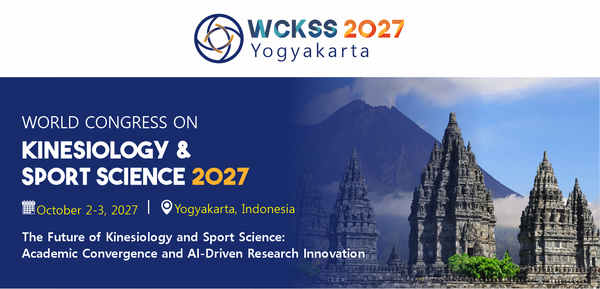 WCKSS 2027
Yogyakarta
WORLD CONGRESS ON
KINESIOLOGY &
SPORT SCIENCE 2027
October 2-3, 2027 | Yogyakarta, Indonesia
The Future of Kinesiology and Sport Science:
Academic Convergence and AI-Driven Research Innovation